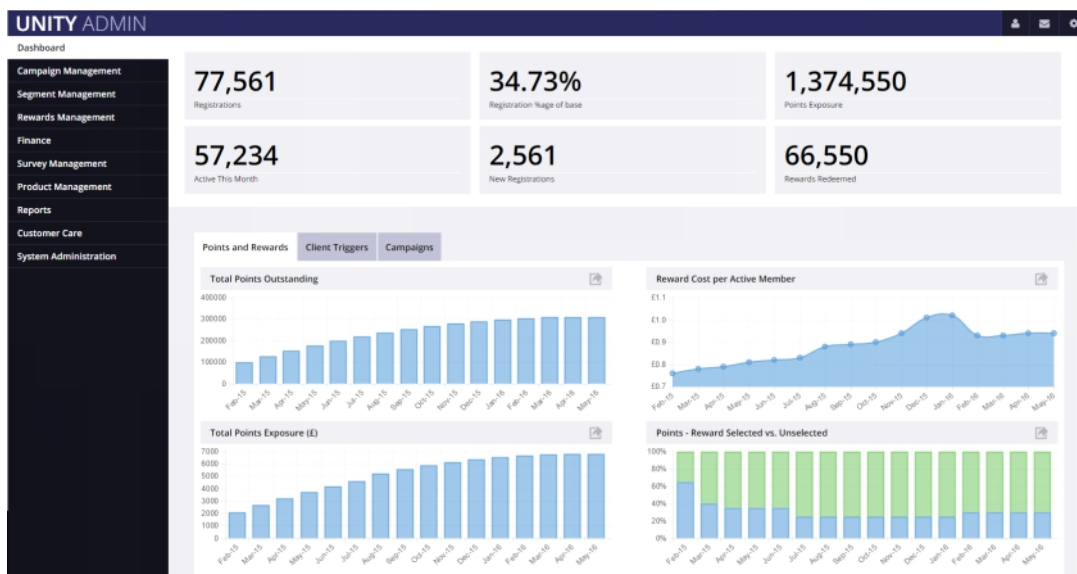 UNITY ADMIN
Dashboard
Campaign Management
Segment Management
Rewards Management
Finance
Survey Management
Product Management
Reports
Customer Care
System Administration
77,561
Registrations
34.73%
Registration %age of base
1,374,550
Points Exposure
57,234
Active This Month
2,561
New Registrations
66,550
Rewards Redeemed
Points and Rewards Client Triggers Campaigns
Total Points Outstanding
400000
300000
200000
100000
0
Feb-15 Mar-15 Apr-15 May-15 Jun-15 Jul-15 Aug-15 Sep-15 Oct-15 Nov-15 Dec-15 Jan-16 Feb-16 Mar-16 Apr-16 May-16
Reward Cost per Active Member
£1.1
£1.0
£0.9
£0.8
£0.7
Feb-15 Mar-15 Apr-15 May-15 Jun-15 Jul-15 Aug-15 Sep-15 Oct-15 Nov-15 Dec-15 Jan-16 Feb-16 Mar-16 Apr-16 May-16
Total Points Exposure (£)
7000
6000
5000
4000
3000
2000
1000
0
Feb-15 Mar-15 Apr-15 May-15 Jun-15 Jul-15 Aug-15 Sep-15 Oct-15 Nov-15 Dec-15 Jan-16 Feb-16 Mar-16 Apr-16 May-16
Points - Reward Selected vs. Unselected
100%
80%
60%
40%
20%
0%
Feb-15 Mar-15 Apr-15 May-15 Jun-15 Jul-15 Aug-15 Sep-15 Oct-15 Nov-15 Dec-15 Jan-16 Feb-16 Mar-16 Apr-16 May-16